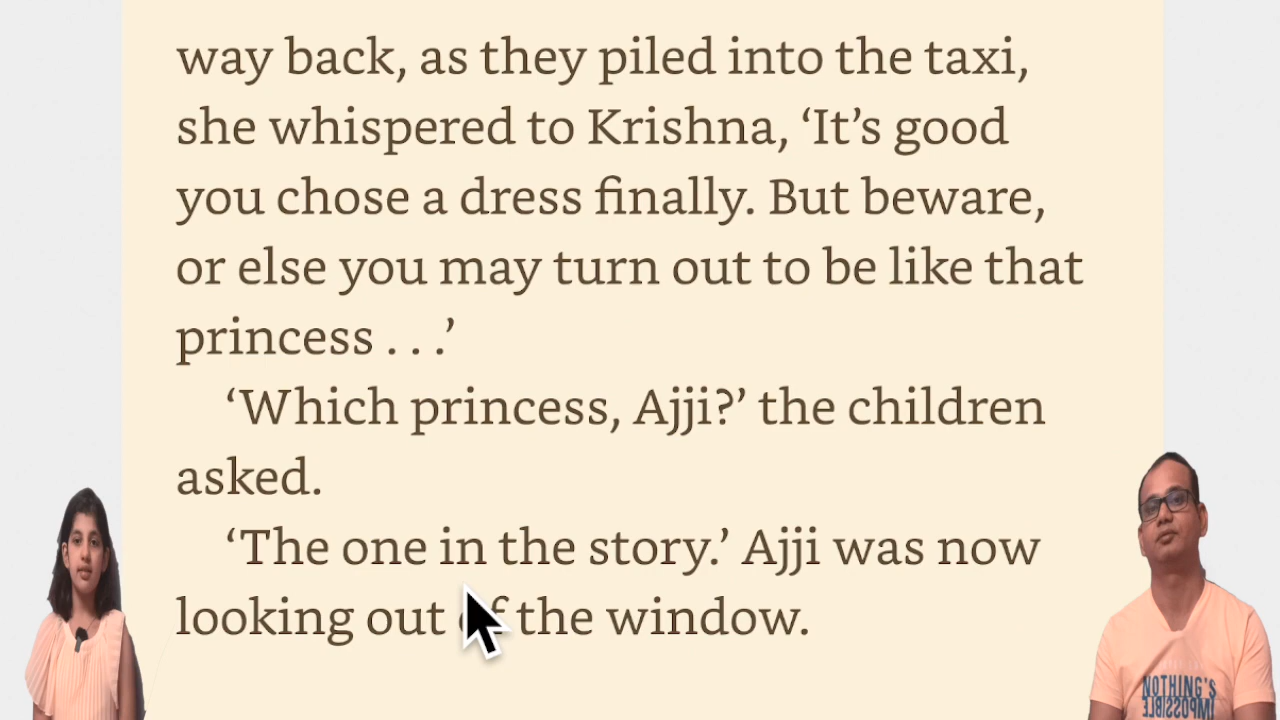 way back, as they piled into the taxi,
she whispered to Krishna, ‘It’s good
you chose a dress finally. But beware,
or else you may turn out to be like that
princess . . .’
‘Which princess, Ajji?’ the children
asked.
‘The one in the story.’ Ajji was now
looking out of the window.
NOTHING'S
IMPOSSIBLE